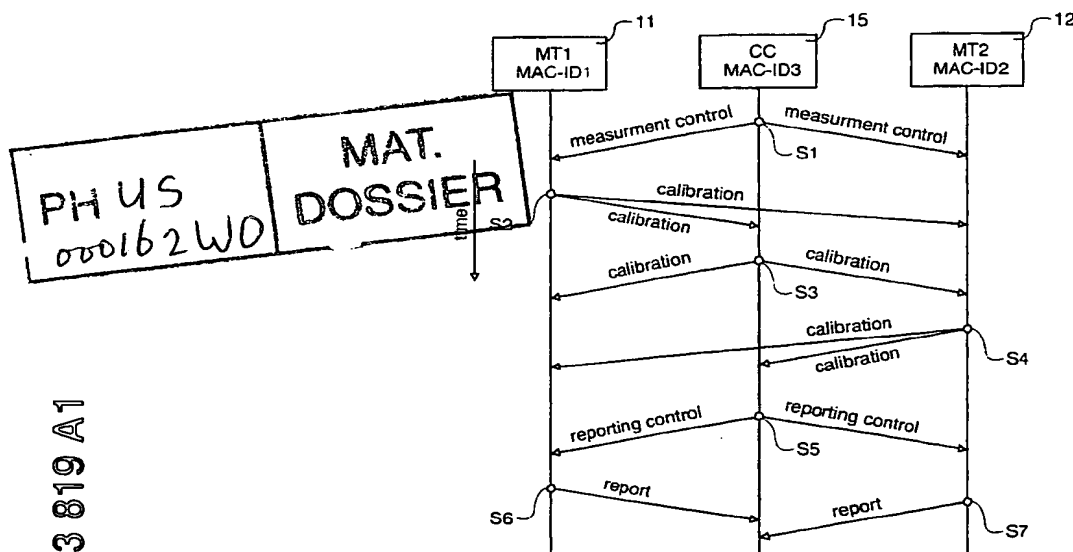 11
15
12
MT1
MAC-ID1
CC
MAC-ID3
MT2
MAC-ID2
measurment control
measurment control
S1
PH US
000162WO
MAT.
DOSSIER
time
S2
calibration
calibration
calibration
calibration
S3
calibration
calibration
S4
reporting control
reporting control
S5
report
report
S6
S7
3 819 A1